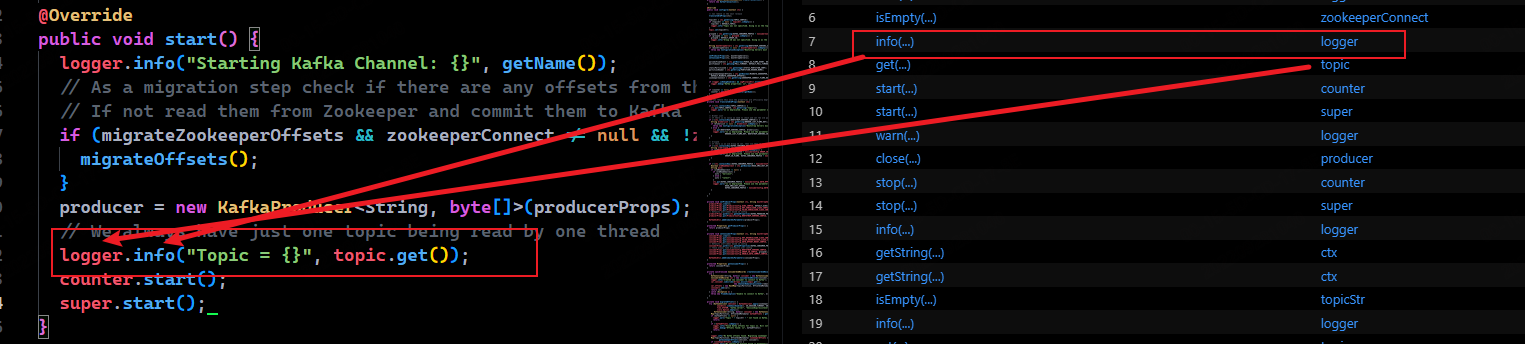 @Override
public void start() {
logger.info("Starting Kafka Channel: {}", getName());
// As a migration step check if there are any offsets from th
// If not read them from Zookeeper and commit them to Kafka
if (migrateZookeeperOffsets && zookeeperConnect ≠ null && !z
migrateOffsets();
}
producer = new KafkaProducer<String, byte[]>(producerProps);
// We always have just one topic being read by one thread
logger.info("Topic = {}", topic.get());
counter.start();
super.start();
}
6 isEmpty(...) zookeeperConnect
7 info(...) logger
8 get(...) topic
9 start(...) counter
10 start(...) super
11 warn(...) logger
12 close(...) producer
13 stop(...) counter
14 stop(...) super
15 info(...) logger
16 getString(...) ctx
17 getString(...) ctx
18 isEmpty(...) topicStr
19 info(...) logger